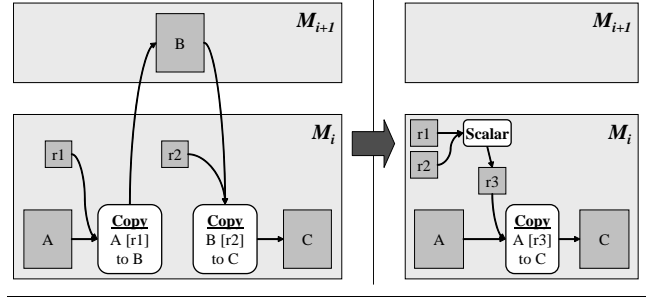 M_{i+1}
B
M_i
r1
r2
A
Copy
A [r1]
to B
Copy
B [r2]
to C
C
M_{i+1}
M_i
r1
r2
Scalar
r3
A
Copy
A [r3]
to C
C